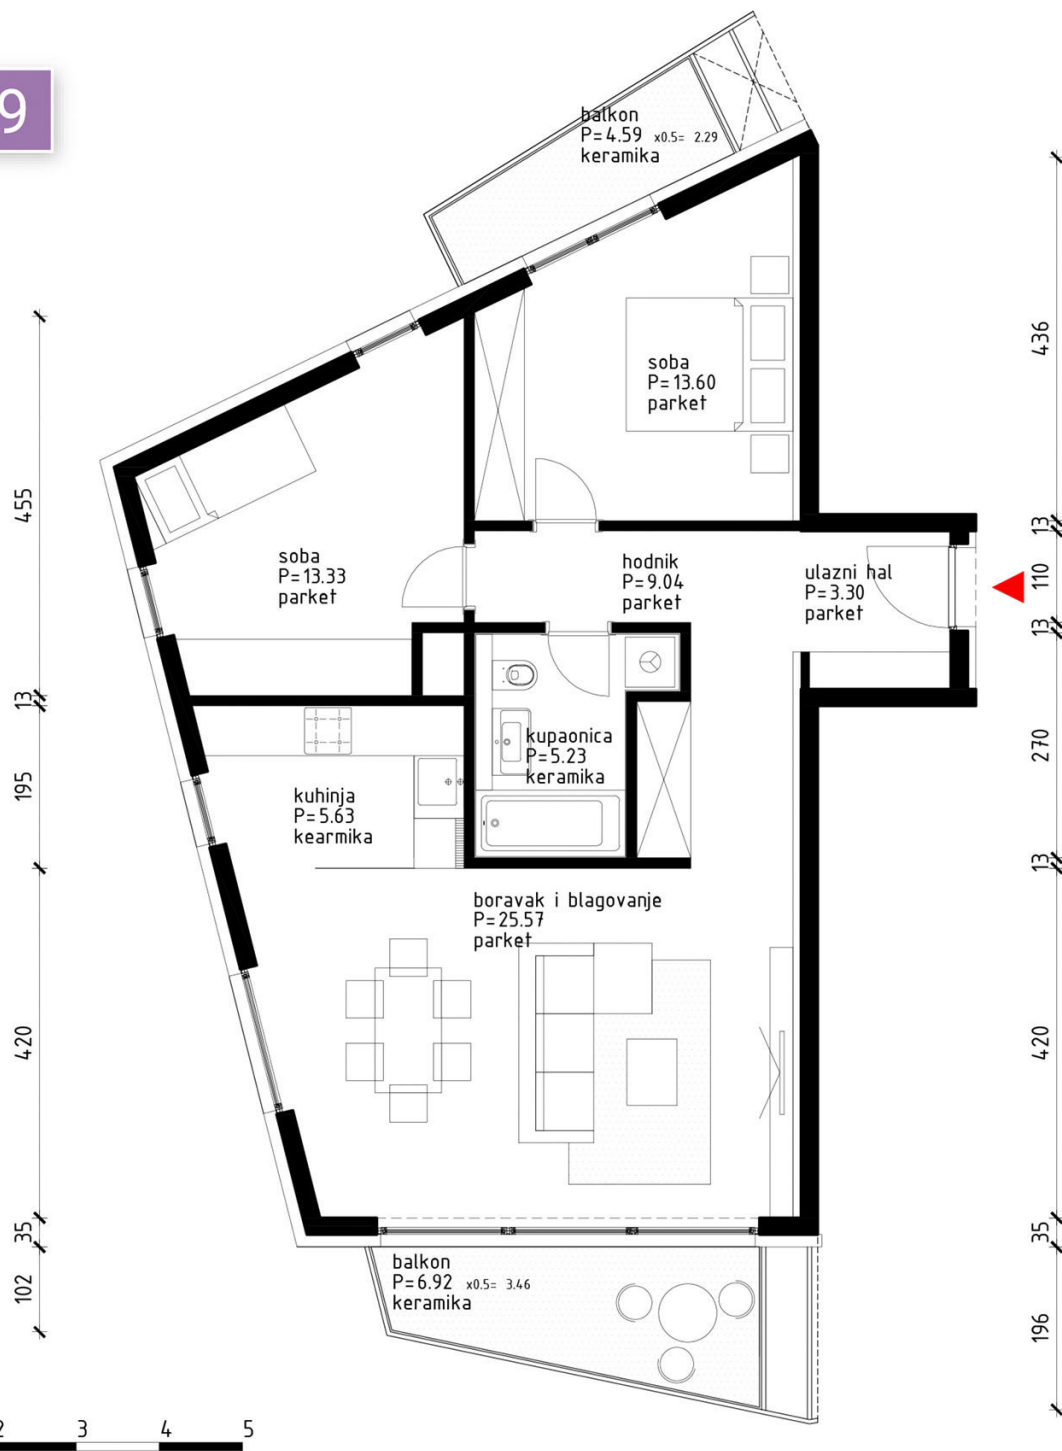 9
balkon
P=4.59 x0.5= 2.29
keramika
436
soba
P=13.60
parket
455
soba
P=13.33
parket
hodnik
P=9.04
parket
ulazni hal
P=3.30
parket
13
110
13
13
270
195
kupaonica
P=5.23
keramika
kuhinja
P=5.63
kearmika
13
boravak i blagovanje
P=25.57
parket
420
420
35
35
102
balkon
P=6.92 x0.5= 3.46
keramika
196
2 3 4 5